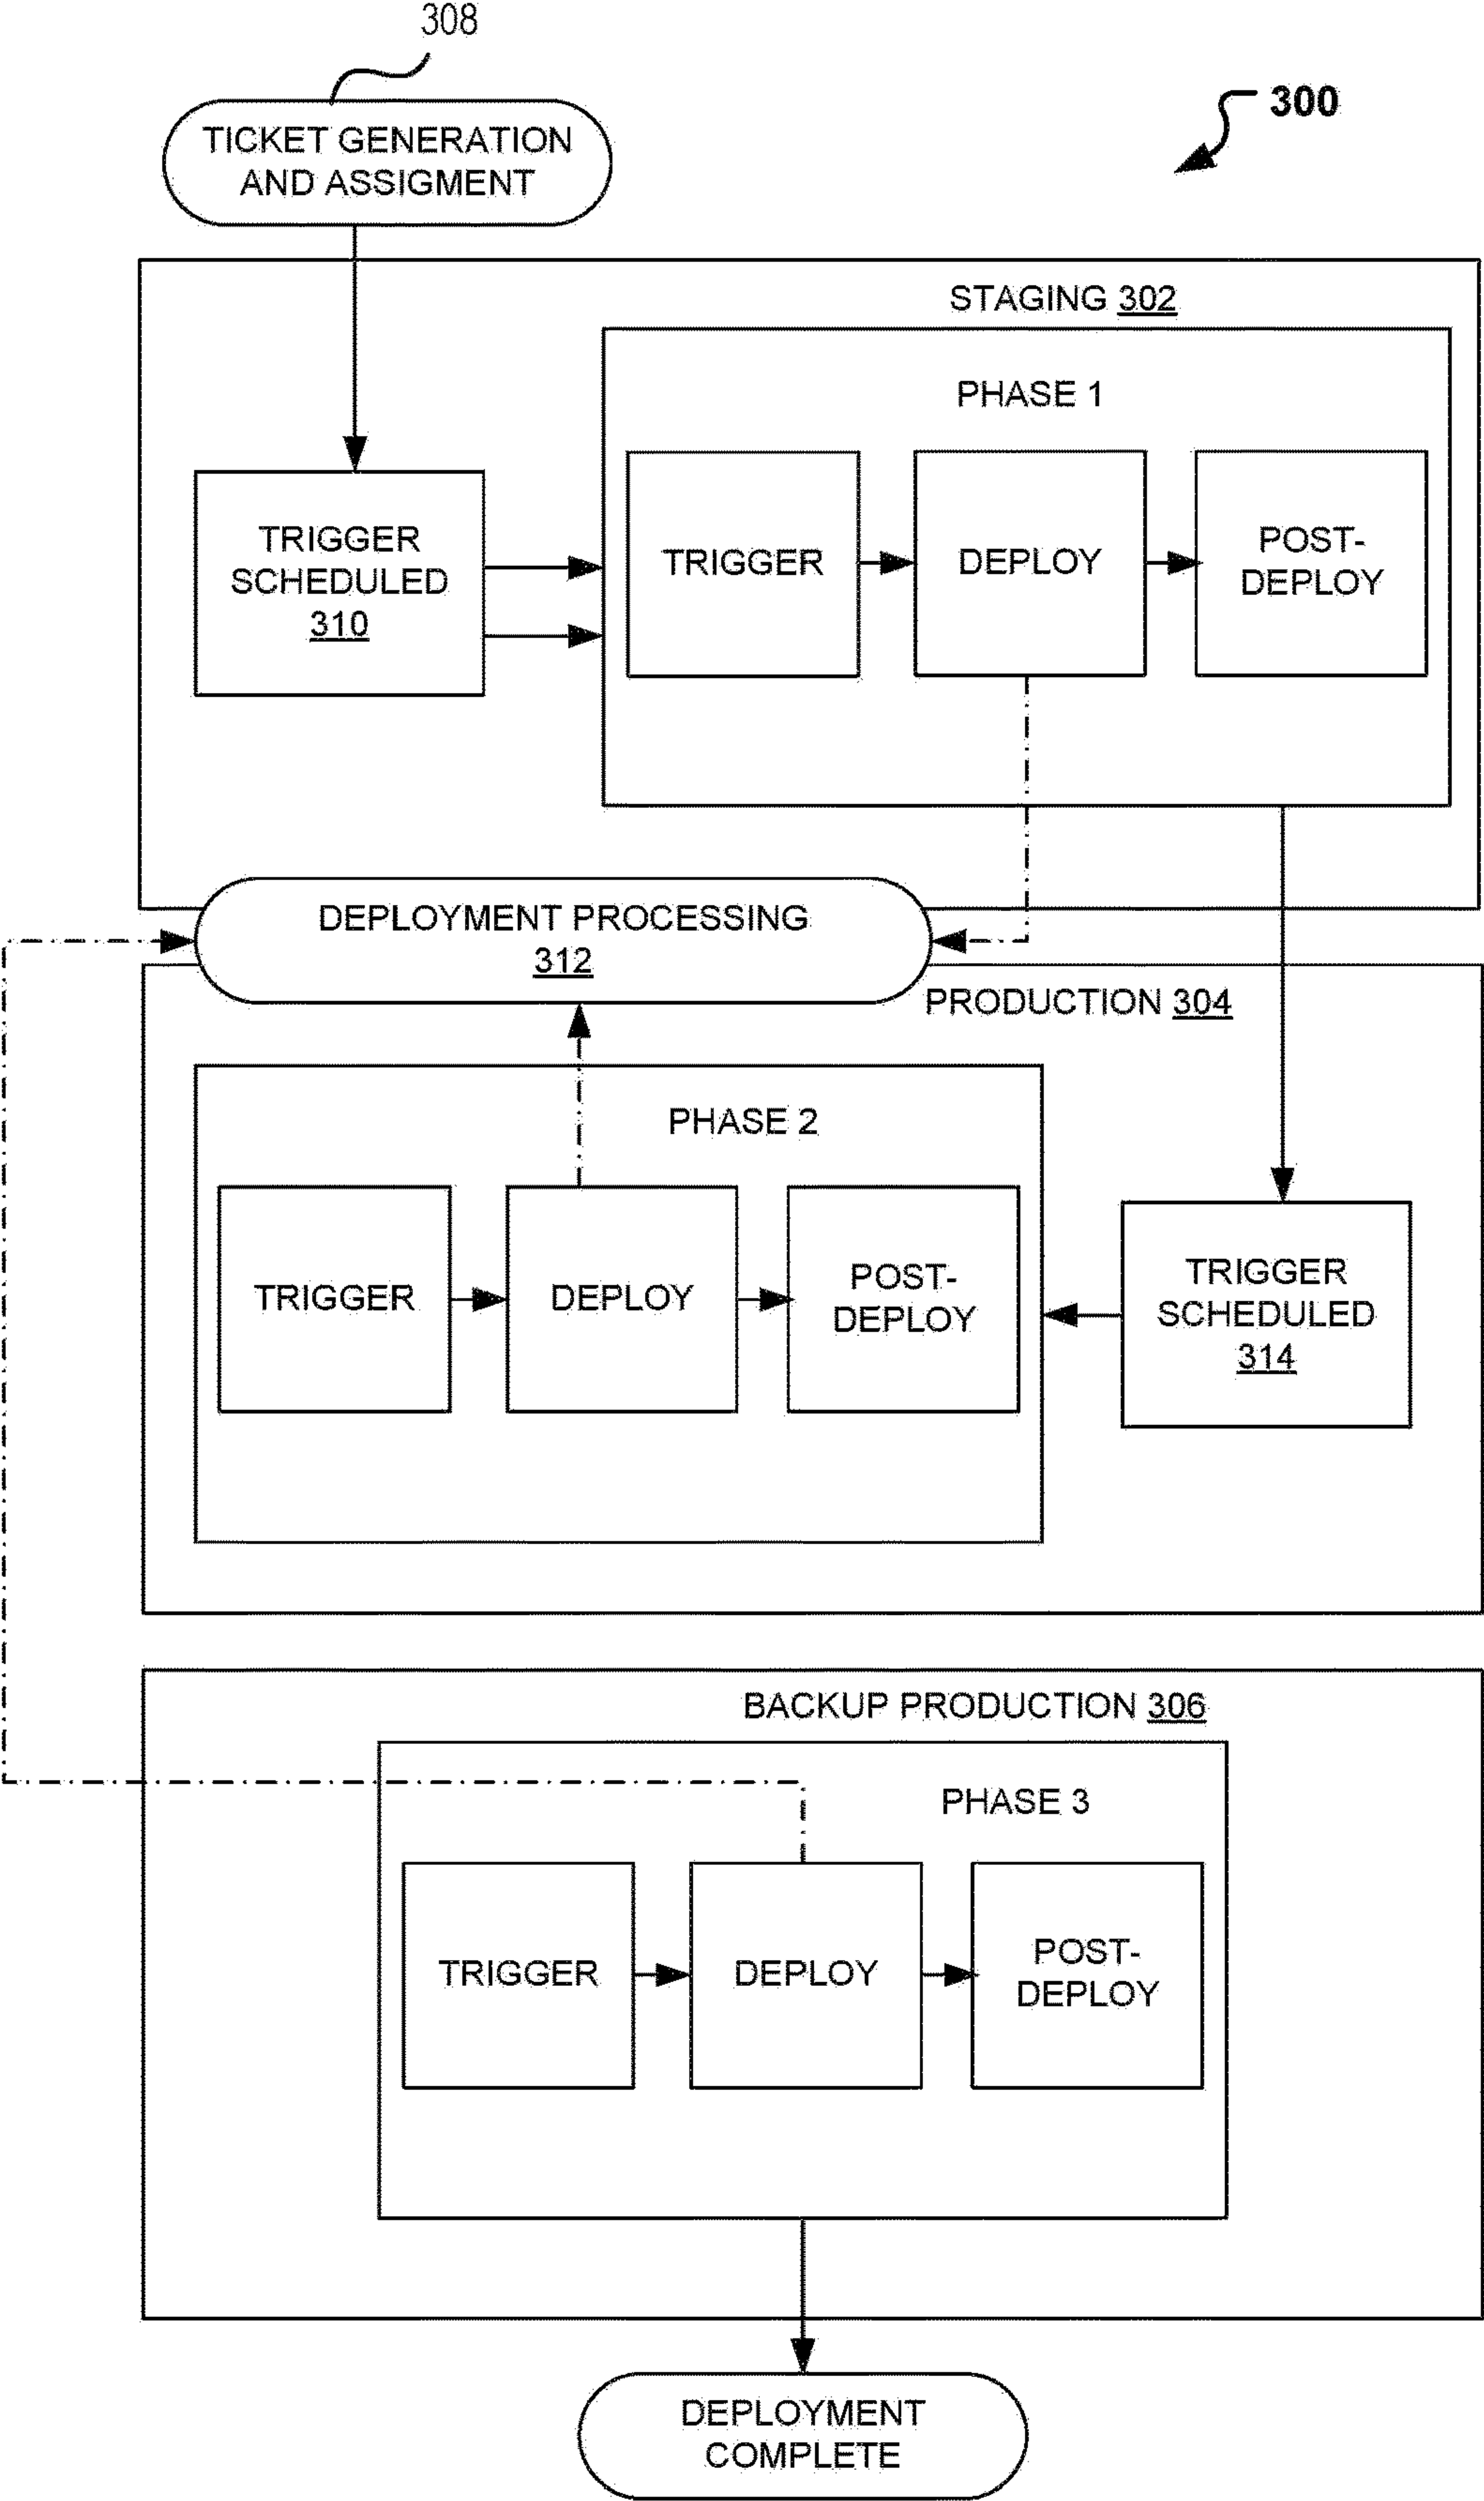 308
300
TICKET GENERATION
AND ASSIGMENT
STAGING 302
PHASE 1
TRIGGER
SCHEDULED
310
TRIGGER
DEPLOY
POST-
DEPLOY
DEPLOYMENT PROCESSING
312
PRODUCTION 304
PHASE 2
TRIGGER
DEPLOY
POST-
DEPLOY
TRIGGER
SCHEDULED
314
BACKUP PRODUCTION 306
PHASE 3
TRIGGER
DEPLOY
POST-
DEPLOY
DEPLOYMENT
COMPLETE